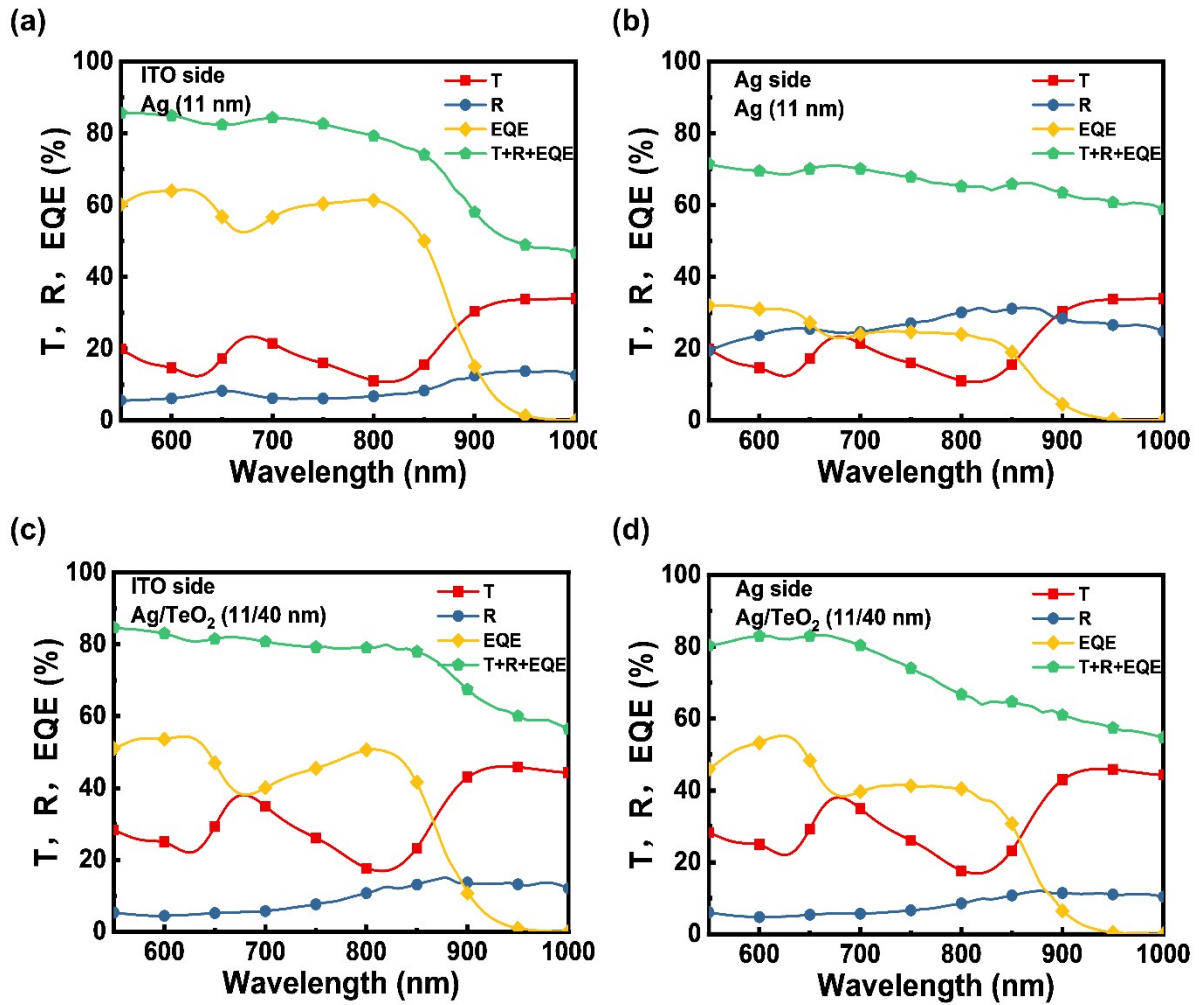 (a)
T, R, EQE (%)
100
80
60
40
20
0
ITO side
Ag (11 nm)
T
R
EQE
T+R+EQE
600 700 800 900 1000
Wavelength (nm)
(b)
T, R, EQE (%)
100
80
60
40
20
0
Ag side
Ag (11 nm)
T
R
EQE
T+R+EQE
600 700 800 900 1000
Wavelength (nm)
(c)
T, R, EQE (%)
100
80
60
40
20
0
ITO side
Ag/TeO₂ (11/40 nm)
T
R
EQE
T+R+EQE
600 700 800 900 1000
Wavelength (nm)
(d)
T, R, EQE (%)
100
80
60
40
20
0
Ag side
Ag/TeO₂ (11/40 nm)
T
R
EQE
T+R+EQE
600 700 800 900 1000
Wavelength (nm)